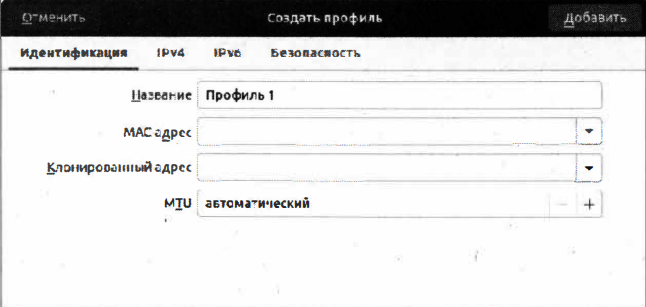 Отменить Создать профиль Добавить
Идентификация IPv4 IPv6 Безопасность
Название Профиль 1
MAC адрес
Клонированный адрес
MTU автоматический − +